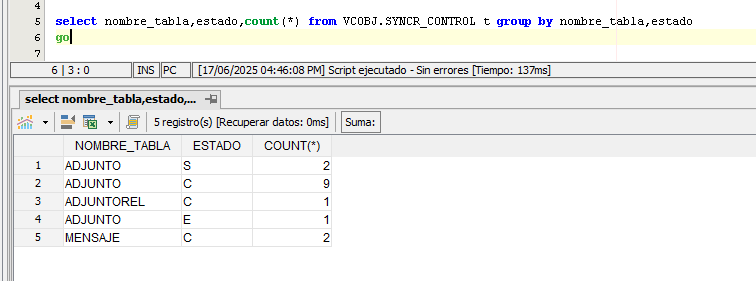 4
5 select nombre_tabla,estado,count(*) from VCOBJ.SYNCR_CONTROL t group by nombre_tabla,estado
6 go
7
6 | 3 : 0 INS PC [17/06/2025 04:46:08 PM] Script ejecutado - Sin errores [Tiempo: 137ms]
select nombre_tabla,estado,...
5 registro(s) [Recuperar datos: 0ms] Suma:
NOMBRE_TABLA ESTADO COUNT(*)
1 ADJUNTO S 2
2 ADJUNTO C 9
3 ADJUNTOREL C 1
4 ADJUNTO E 1
5 MENSAJE C 2